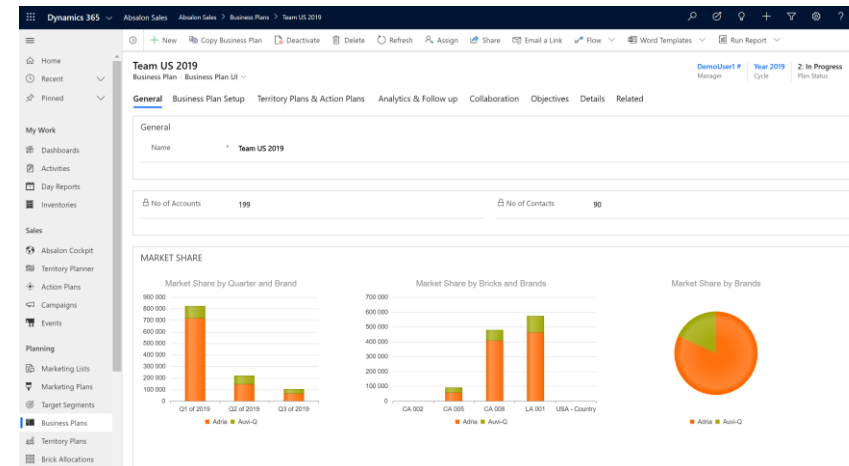 Dynamics 365 Absalon Sales Absalon Sales > Business Plans > Team US 2019 ?
+ New Copy Business Plan Deactivate Delete Refresh Assign Share Email a Link Flow Word Templates Run Report
Home
Recent
Pinned
My Work
Dashboards
Activities
Day Reports
Inventories
Sales
Absalon Cockpit
Territory Planner
Action Plans
Campaigns
Events
Planning
Marketing Lists
Marketing Plans
Target Segments
Business Plans
Territory Plans
Brick Allocations
Team US 2019
Business Plan · Business Plan UI
DemoUser1 # Year 2019 2: In Progress
Manager Cycle Plan Status
General Business Plan Setup Territory Plans & Action Plans Analytics & Follow up Collaboration Objectives Details Related
General
Name * Team US 2019
No of Accounts 199 No of Contacts 90
MARKET SHARE
Market Share by Quarter and Brand
900 000
800 000
700 000
600 000
500 000
400 000
300 000
200 000
100 000
0
Q1 of 2019 Q2 of 2019 Q3 of 2019
Adria Auvi-Q
Market Share by Bricks and Brands
700 000
600 000
500 000
400 000
300 000
200 000
100 000
0
CA 002 CA 005 CA 008 LA 001 USA - Country
Adria Auvi-Q
Market Share by Brands
Adria Auvi-Q